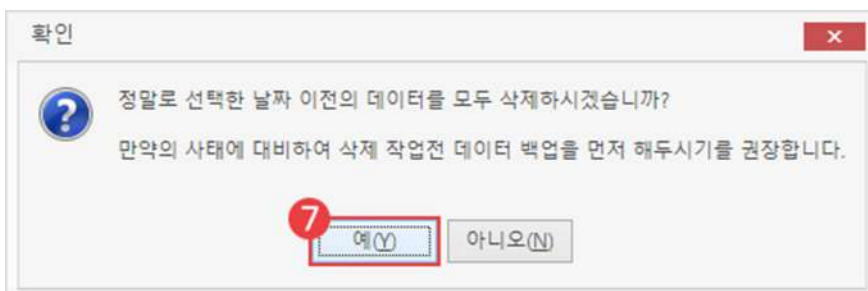 확인
정말로 선택한 날짜 이전의 데이터를 모두 삭제하시겠습니까?
만약의 사태에 대비하여 삭제 작업전 데이터 백업을 먼저 해두시기를 권장합니다.
7
예(Y) 아니오(N)